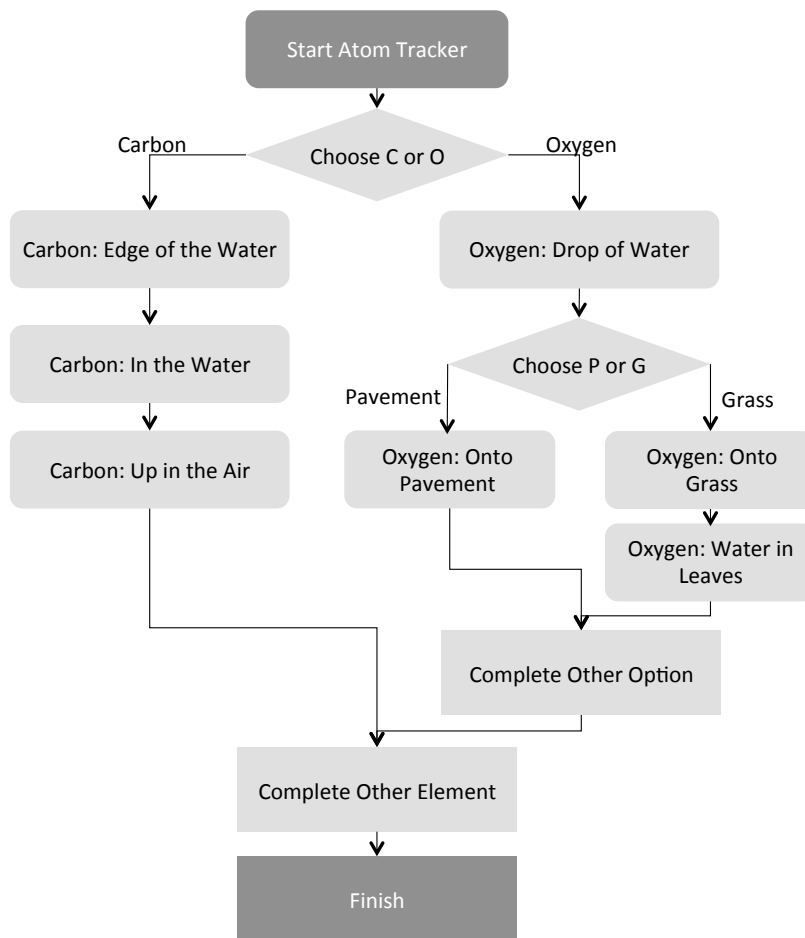 Start Atom Tracker
Choose C or O
Carbon
Oxygen
Carbon: Edge of the Water
Oxygen: Drop of Water
Carbon: In the Water
Choose P or G
Pavement
Grass
Carbon: Up in the Air
Oxygen: Onto
Pavement
Oxygen: Onto
Grass
Oxygen: Water in
Leaves
Complete Other Option
Complete Other Element
Finish